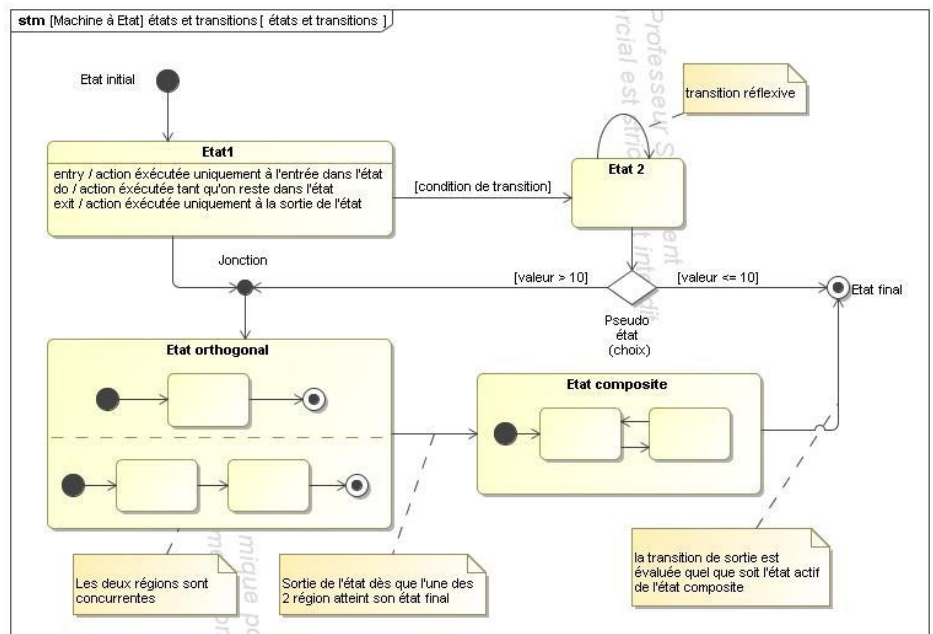 stm [Machine à Etat] états et transitions [ états et transitions ]
Etat initial
transition réflexive
Etat1
entry / action éxécutée uniquement à l'entrée dans l'état
do / action éxécutée tant qu'on reste dans l'état
exit / action éxécutée uniquement à la sortie de l'état
[condition de transition]
Etat 2
Jonction
[valeur > 10]
[valeur <= 10]
Etat final
Pseudo
état
(choix)
Etat orthogonal
Etat composite
Les deux régions sont
concurrentes
Sortie de l'état dès que l'une des
2 région atteint son état final
la transition de sortie est
évaluée quel que soit l'état actif
de l'état composite
Professeur